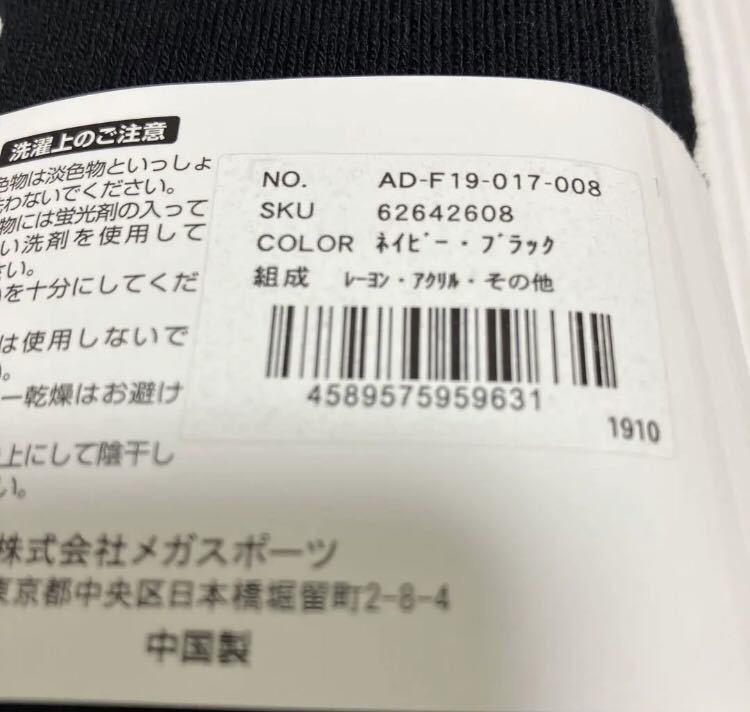 洗濯上のご注意
色物は淡色物といっしょ
洗わないでください。
物には蛍光剤の入って
い洗剤を使用して
さい。
を十分にしてくだ
は使用しないで
。
ー乾燥はお避け
上にして陰干し
い。
NO. AD-F19-017-008
SKU 62642608
COLOR ﾈｲﾋﾞｰ・ﾌﾞﾗｯｸ
組成 ﾚｰﾖﾝ・ｱｸﾘﾙ・その他
4589575959631
1910
株式会社メガスポーツ
東京都中央区日本橋堀留町2-8-4
中国製